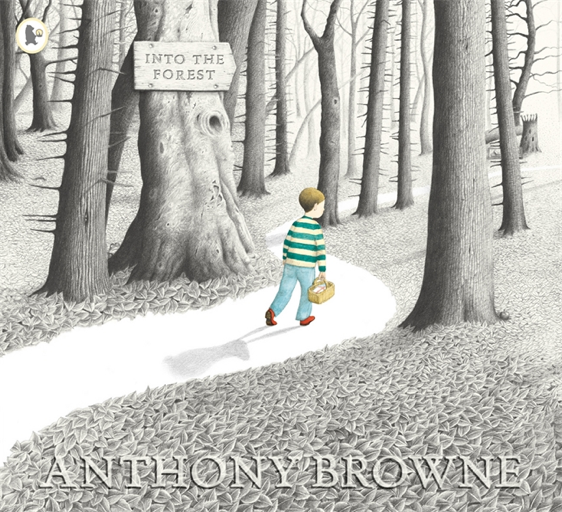 INTO THE
FOREST
ANTHONY BROWNE